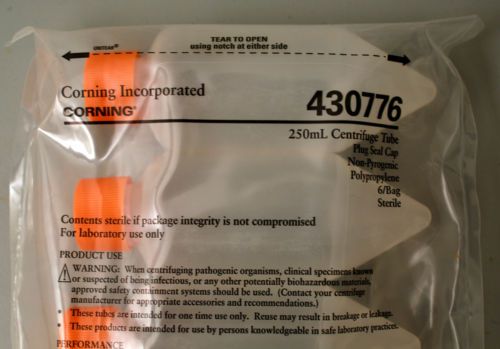 TEAR TO OPEN
UNITEAR® using notch at either side
Corning Incorporated
CORNING®
430776
250mL Centrifuge Tube
Plug Seal Cap
Non-Pyrogenic
Polypropylene
6/Bag
Sterile
Contents sterile if package integrity is not compromised
For laboratory use only
PRODUCT USE
WARNING: When centrifuging pathogenic organisms, clinical specimens known
or suspected of being infectious, or any other potentially biohazardous materials,
approved safety containment systems should be used. (Contact your centrifuge
manufacturer for appropriate accessories and recommendations.)
• These tubes are intended for one time use only. Reuse may result in breakage or leakage.
• These products are intended for use by persons knowledgeable in safe laboratory practices.
PERFORMANCE